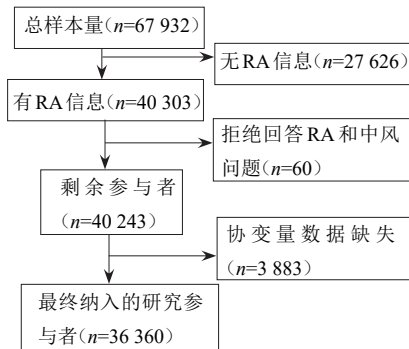 总样本量(n=67 932)
无RA信息(n=27 626)
有RA信息(n=40 303)
拒绝回答RA和中风
问题(n=60)
剩余参与者
(n=40 243)
协变量数据缺失
(n=3 883)
最终纳入的研究参
与者(n=36 360)